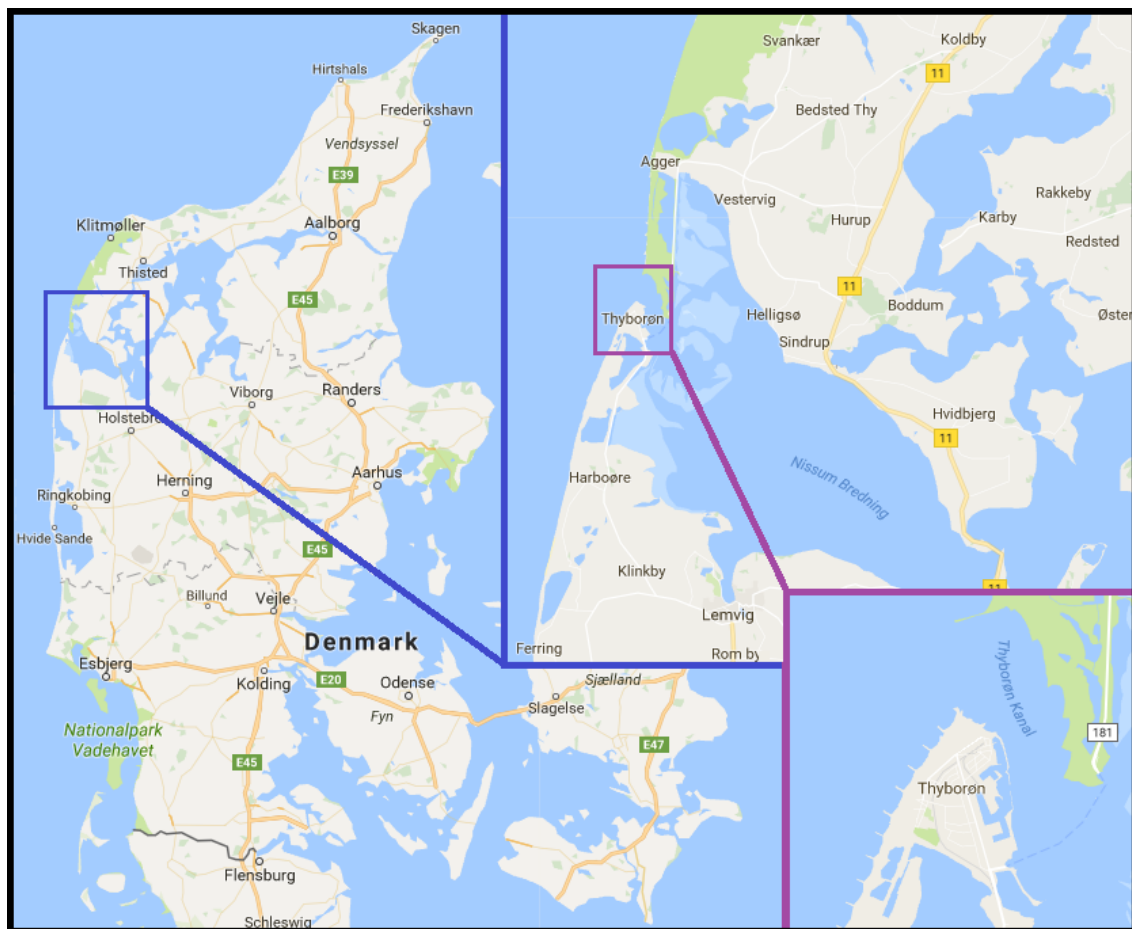 Skagen
Hirtshals
Frederikshavn
Vendsyssel
E39
Klitmøller
Aalborg
Thisted
E45
Viborg
Randers
Holstebr
Aarhus
Herning
Ringkobing
Hvide Sande
E45
Billund
Vejle
Denmark
Esbjerg
Kolding
E20
Odense
Fyn
Nationalpark
Vadehavet
E45
Sjælland
Slagelse
E47
Flensburg
Schleswig
Svankær
Koldby
11
Bedsted Thy
Agger
Vestervig
Hurup
Rakkeby
Karby
Redsted
11
Boddum
Helligsø
Sindrup
Øster
Thyborøn
Hvidbjerg
11
Nissum Bredning
Harboøre
Klinkby
11
Lemvig
Ferring
Rom by
Thyborøn Kanal
181
Thyborøn